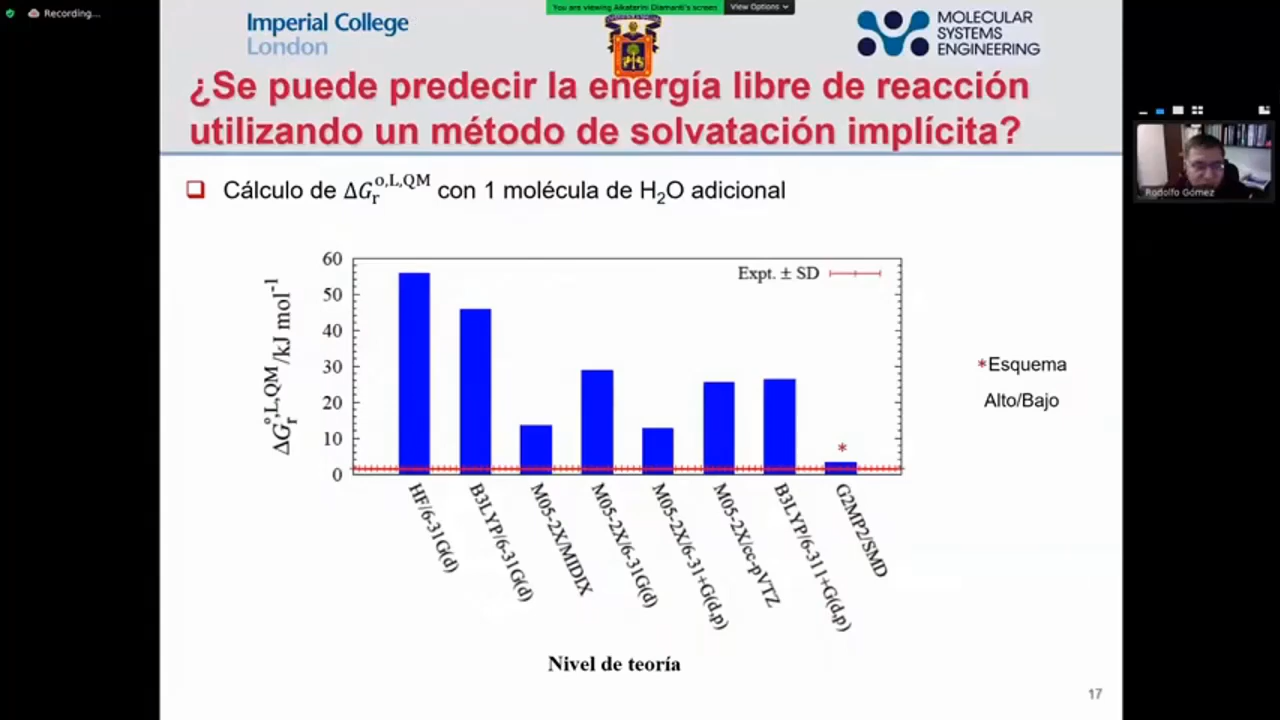 Recording...
You are viewing Aikaterini Diamanti's screen
View Options
Imperial College
London
MOLECULAR
SYSTEMS
ENGINEERING
¿Se puede predecir la energía libre de reacción
utilizando un método de solvatación implícita?
Rodolfo Gómez
Cálculo de ΔG_r^{o,L,QM} con 1 molécula de H₂O adicional
ΔG_r^{o,L,QM}/kJ mol⁻¹
60
50
40
30
20
10
0
Expt. ± SD
*
*Esquema
Alto/Bajo
HF/6-31G(d)
B3LYP/6-31G(d)
M05-2X/MIDIX
M05-2X/6-31G(d)
M05-2X/6-31+G(d,p)
M05-2X/cc-pVTZ
B3LYP/6-311+G(d,p)
G2MP2/SMD
Nivel de teoría
17